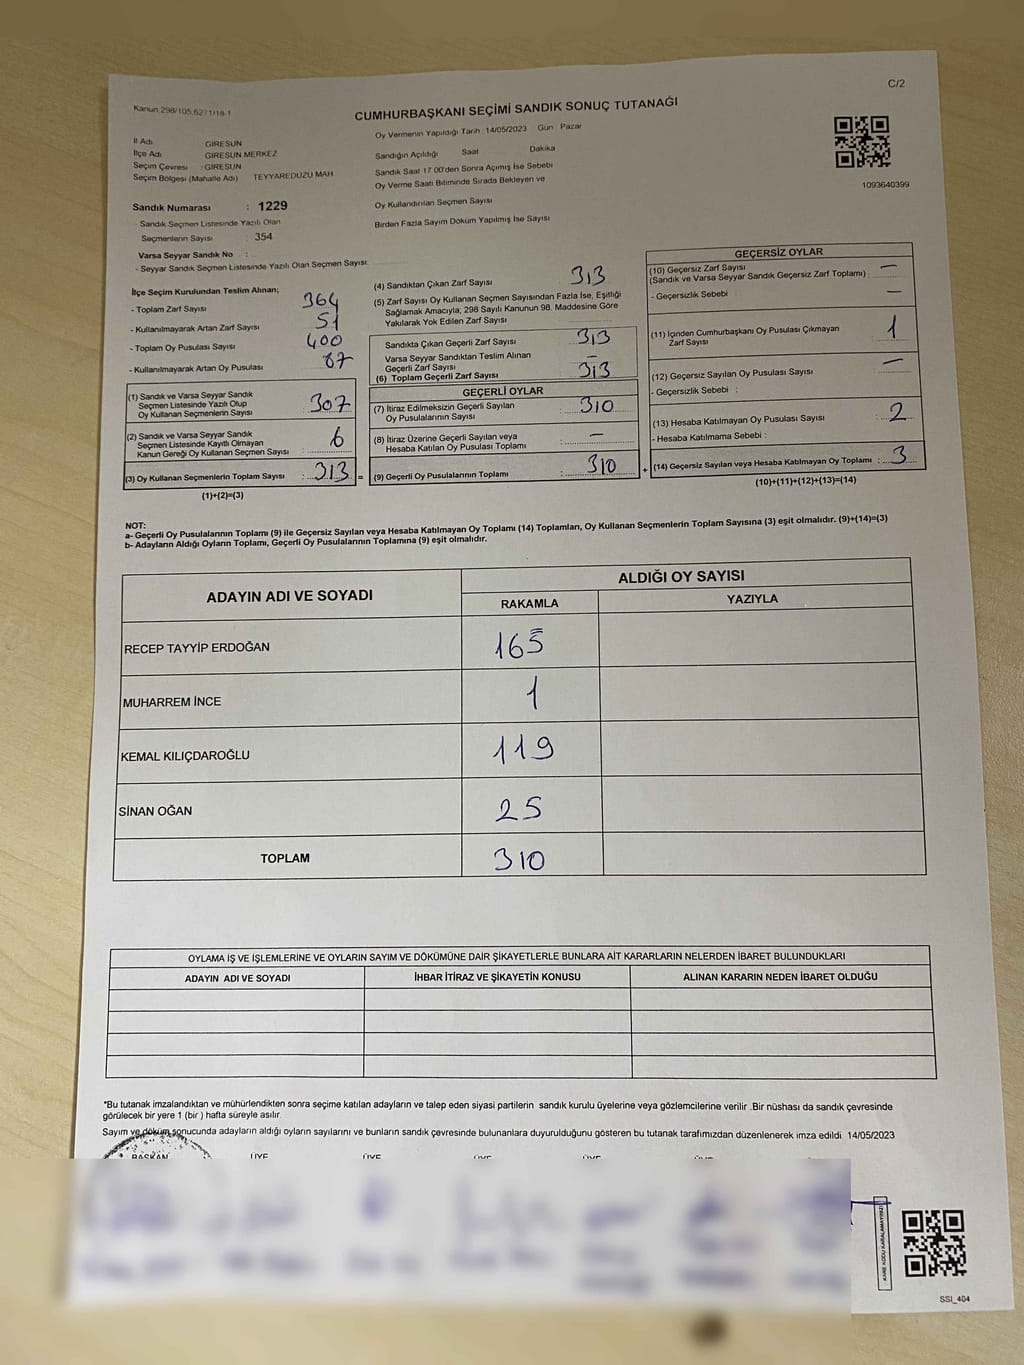 C/2
Kanun 298/105,6271/18-1
CUMHURBAŞKANI SEÇİMİ SANDIK SONUÇ TUTANAĞI
1093640399
İl Adı GİRESUN
İlçe Adı GİRESUN MERKEZ
Seçim Çevresi : GİRESUN
Seçim Bölgesi (Mahalle Adı) TEYYAREDÜZÜ MAH
Sandık Numarası : 1229
- Sandık Seçmen Listesinde Yazılı Olan
Seçmenlerin Sayısı : 354
Varsa Seyyar Sandık No :
- Seyyar Sandık Seçmen Listesinde Yazılı Olan Seçmen Sayısı:
Oy Vermenin Yapıldığı Tarih 14/05/2023 Gün Pazar
Sandığın Açıldığı Saat Dakika
Sandık Saat 17:00'den Sonra Açımış İse Sebebi
Oy Verme Saati Bitiminde Sırada Bekleyen ve
Oy Kullandırılan Seçmen Sayısı
Birden Fazla Sayım Döküm Yapılmış İse Sayısı
İlçe Seçim Kurulundan Teslim Alınan;
- Toplam Zarf Sayısı 364
- Kullanılmayarak Artan Zarf Sayısı 51
- Toplam Oy Pusulası Sayısı 400
- Kullanılmayarak Artan Oy Pusulası 87
(1) Sandık ve Varsa Seyyar Sandık
Seçmen Listesinde Yazılı Olup
Oy Kullanan Seçmenlerin Sayısı 307
(2) Sandık ve Varsa Seyyar Sandık
Seçmen Listesinde Kayıtlı Olmayan
Kanun Gereği Oy Kullanan Seçmen Sayısı 6
(3) Oy Kullanan Seçmenlerin Toplam Sayısı : 313 =
(1)+(2)=(3)
(4) Sandıktan Çıkan Zarf Sayısı 313
(5) Zarf Sayısı Oy Kullanan Seçmen Sayısından Fazla İse, Eşitliği
Sağlamak Amacıyla, 298 Sayılı Kanunun 98. Maddesine Göre
Yakılarak Yok Edilen Zarf Sayısı
Sandıkta Çıkan Geçerli Zarf Sayısı 313
Varsa Seyyar Sandıktan Teslim Alınan
Geçerli Zarf Sayısı –
(6) Toplam Geçerli Zarf Sayısı 313
GEÇERLİ OYLAR
(7) İtiraz Edilmeksizin Geçerli Sayılan
Oy Pusulalarının Sayısı 310
(8) İtiraz Üzerine Geçerli Sayılan veya
Hesaba Katılan Oy Pusulası Toplamı –
(9) Geçerli Oy Pusulalarının Toplamı 310 +
GEÇERSİZ OYLAR
(10) Geçersiz Zarf Sayısı –
(Sandık ve Varsa Seyyar Sandık Geçersiz Zarf Toplamı)
- Geçersizlik Sebebi –
(11) İçinden Cumhurbaşkanı Oy Pusulası Çıkmayan
Zarf Sayısı 1
(12) Geçersiz Sayılan Oy Pusulası Sayısı –
- Geçersizlik Sebebi :
(13) Hesaba Katılmayan Oy Pusulası Sayısı 2
- Hesaba Katılmama Sebebi :
(14) Geçersiz Sayılan veya Hesaba Katılmayan Oy Toplamı : 3
(10)+(11)+(12)+(13)=(14)
NOT:
a- Geçerli Oy Pusulalarının Toplamı (9) ile Geçersiz Sayılan veya Hesaba Katılmayan Oy Toplamı (14) Toplamları, Oy Kullanan Seçmenlerin Toplam Sayısına (3) eşit olmalıdır. (9)+(14)=(3)
b- Adayların Aldığı Oyların Toplamı, Geçerli Oy Pusulalarının Toplamına (9) eşit olmalıdır.
ADAYIN ADI VE SOYADI ALDIĞI OY SAYISI
RAKAMLA YAZIYLA
RECEP TAYYİP ERDOĞAN 165
MUHARREM İNCE 1
KEMAL KILIÇDAROĞLU 119
SİNAN OĞAN 25
TOPLAM 310
OYLAMA İŞ VE İŞLEMLERİNE VE OYLARIN SAYIM VE DÖKÜMÜNE DAİR ŞİKAYETLERLE BUNLARA AİT KARARLARIN NELERDEN İBARET BULUNDUKLARI
ADAYIN ADI VE SOYADI İHBAR İTİRAZ VE ŞİKAYETİN KONUSU ALINAN KARARIN NEDEN İBARET OLDUĞU
*Bu tutanak imzalandıktan ve mühürlendikten sonra seçime katılan adayların ve talep eden siyasi partilerin sandık kurulu üyelerine veya gözlemcilerine verilir .Bir nüshası da sandık çevresinde
görülecek bir yere 1 (bir ) hafta süreyle asılır.
Sayım ve döküm sonucunda adayların aldığı oyların sayılarını ve bunların sandık çevresinde bulunanlara duyurulduğunu gösteren bu tutanak tarafımızdan düzenlenerek imza edildi 14/05/2023
BAŞKAN ÜYE ÜYE ÜYE ÜYE
KARE KODU KARALAMAYINIZ!
SSI_404